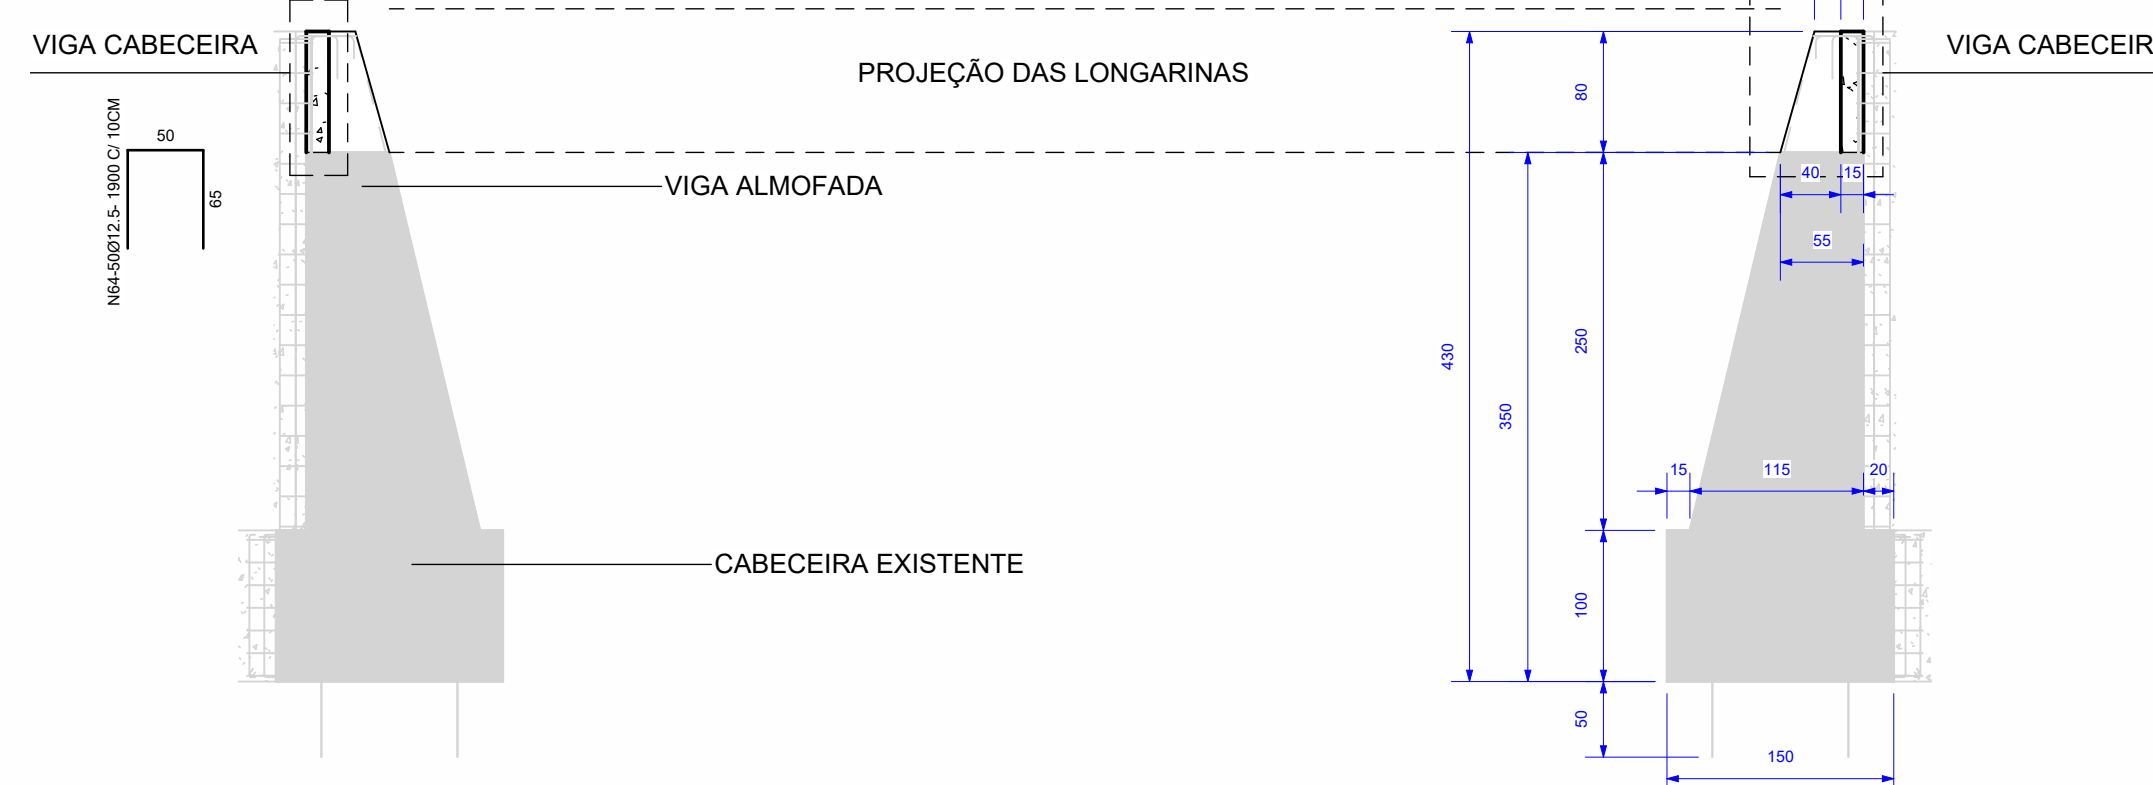 VIGA CABECEIRA
PROJEÇÃO DAS LONGARINAS
VIGA CABECEIR
N64-50Ø12.5- 1900 C/ 10CM
50
65
VIGA ALMOFADA
80
40
15
55
430
350
250
15
115
20
CABECEIRA EXISTENTE
100
50
150